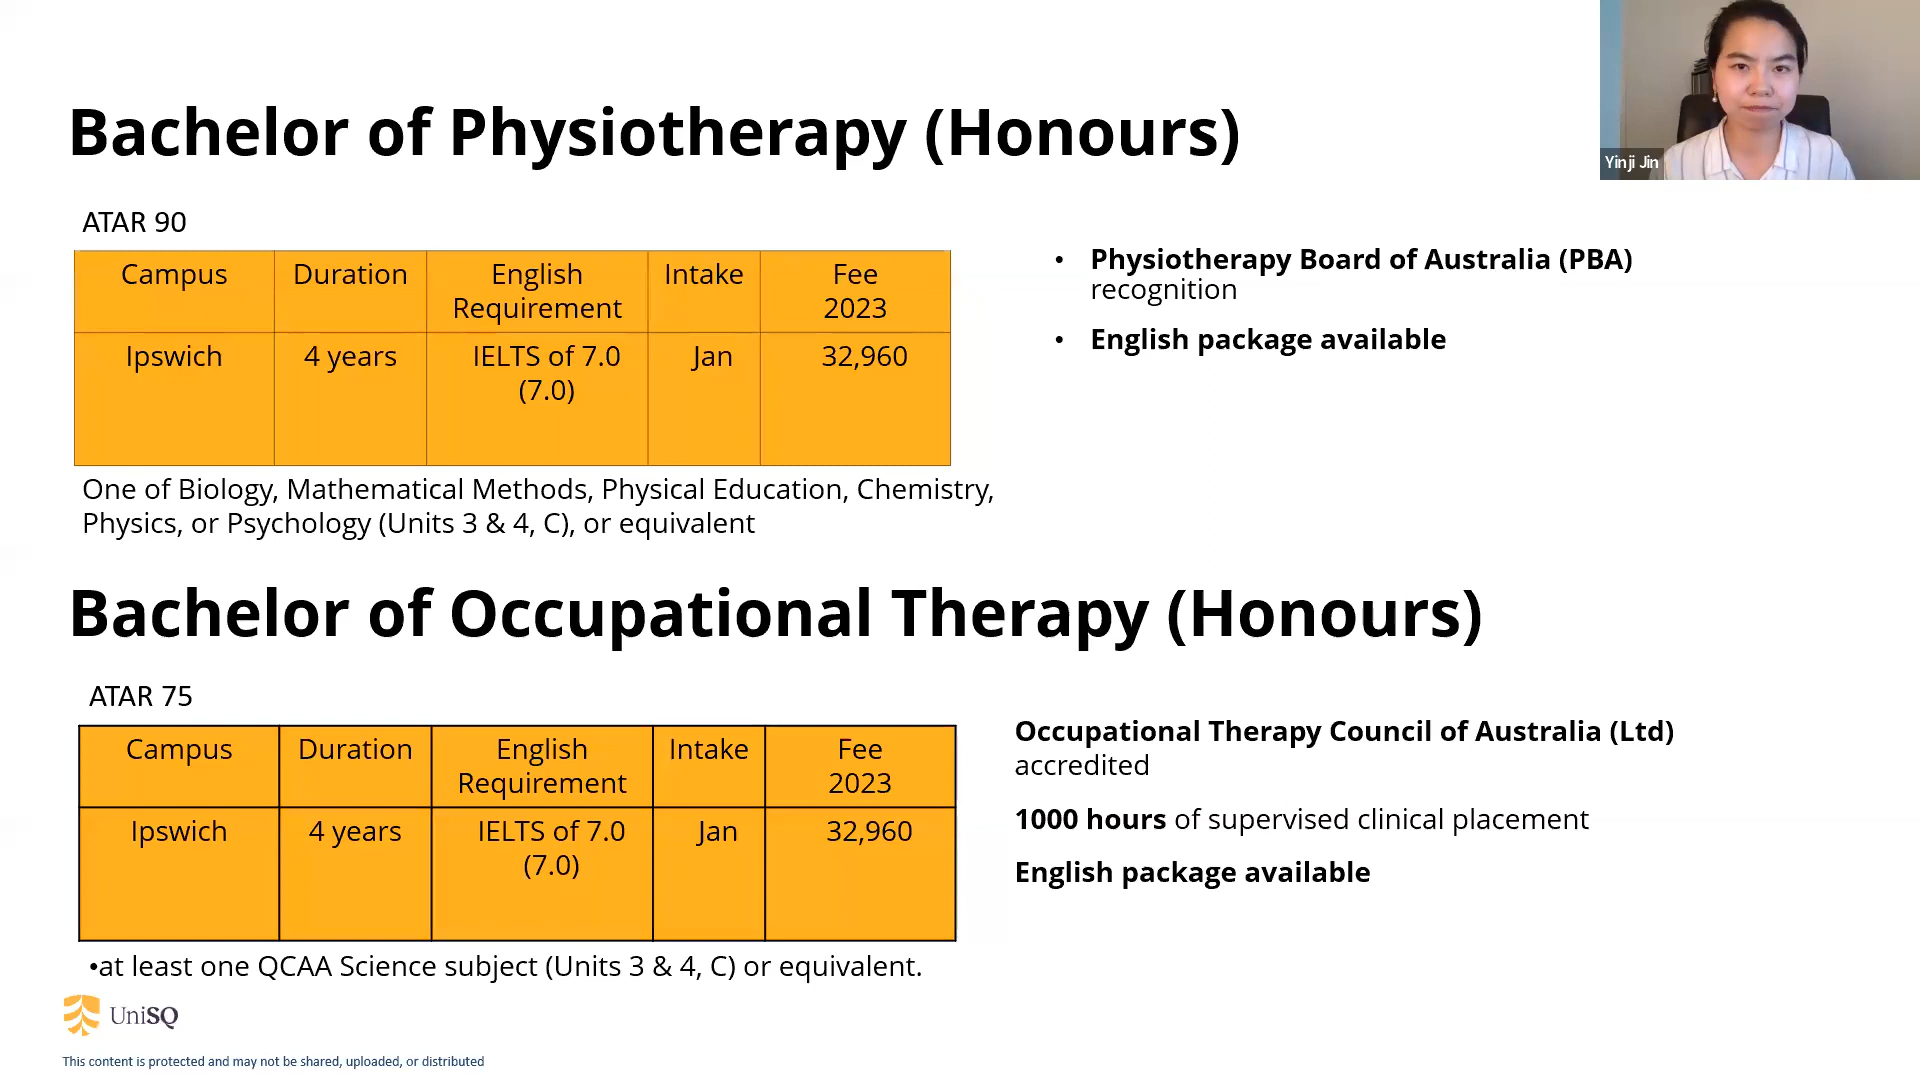 Bachelor of Physiotherapy (Honours)
Yinji Jin
ATAR 90
Campus Duration English Requirement Intake Fee 2023
Ipswich 4 years IELTS of 7.0 (7.0) Jan 32,960
• Physiotherapy Board of Australia (PBA)
recognition
• English package available
One of Biology, Mathematical Methods, Physical Education, Chemistry,
Physics, or Psychology (Units 3 & 4, C), or equivalent
Bachelor of Occupational Therapy (Honours)
ATAR 75
Campus Duration English Requirement Intake Fee 2023
Ipswich 4 years IELTS of 7.0 (7.0) Jan 32,960
Occupational Therapy Council of Australia (Ltd)
accredited
1000 hours of supervised clinical placement
English package available
•at least one QCAA Science subject (Units 3 & 4, C) or equivalent.
UniSQ
This content is protected and may not be shared, uploaded, or distributed